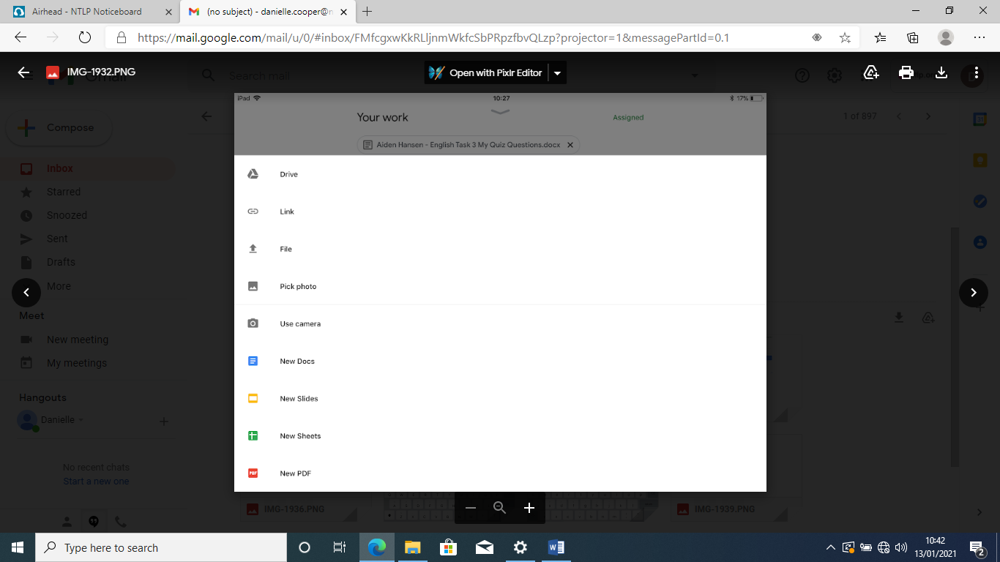 Airhead - NTLP Noticeboard
(no subject) - danielle.cooper@n
https://mail.google.com/mail/u/0/#inbox/FMfcgxwKkRLljnmWkfcSbPRpzfbvQLzp?projector=1&messagePartId=0.1
IMG-1932.PNG
Open with Pixlr Editor
Search mail
iPad
10:27
17%
Your work
Assigned
1 of 897
Aiden Hansen - English Task 3 My Quiz Questions.docx
Compose
Inbox
Starred
Snoozed
Sent
Drafts
More
Meet
New meeting
My meetings
Hangouts
Danielle
No recent chats
Start a new one
Drive
Link
File
Pick photo
Use camera
New Docs
New Slides
New Sheets
PDF
New PDF
IMG-1936.PNG
IMG-1939.PNG
Type here to search
10:42
13/01/2021
2